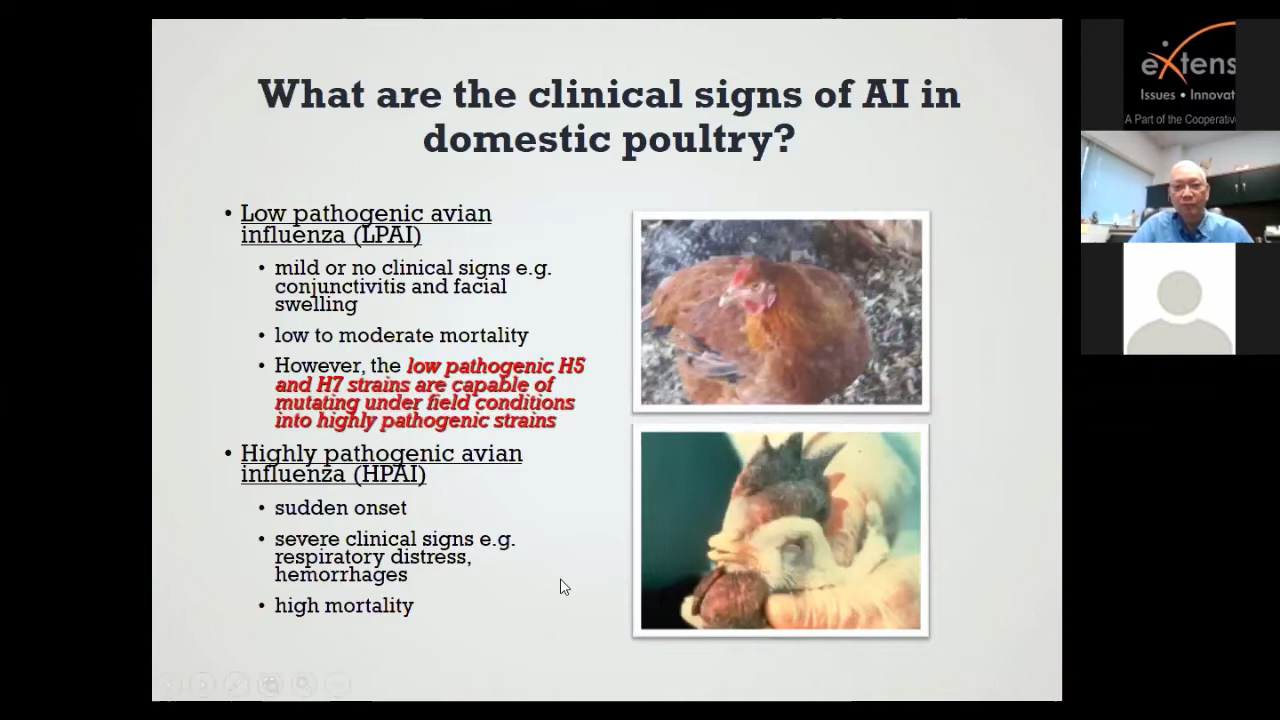 What are the clinical signs of AI in
domestic poultry?
• Low pathogenic avian
influenza (LPAI)
• mild or no clinical signs e.g.
conjunctivitis and facial
swelling
• low to moderate mortality
• However, the low pathogenic H5
and H7 strains are capable of
mutating under field conditions
into highly pathogenic strains
• Highly pathogenic avian
influenza (HPAI)
• sudden onset
• severe clinical signs e.g.
respiratory distress,
hemorrhages
• high mortality
eXtens
Issues • Innovat
A Part of the Cooperative